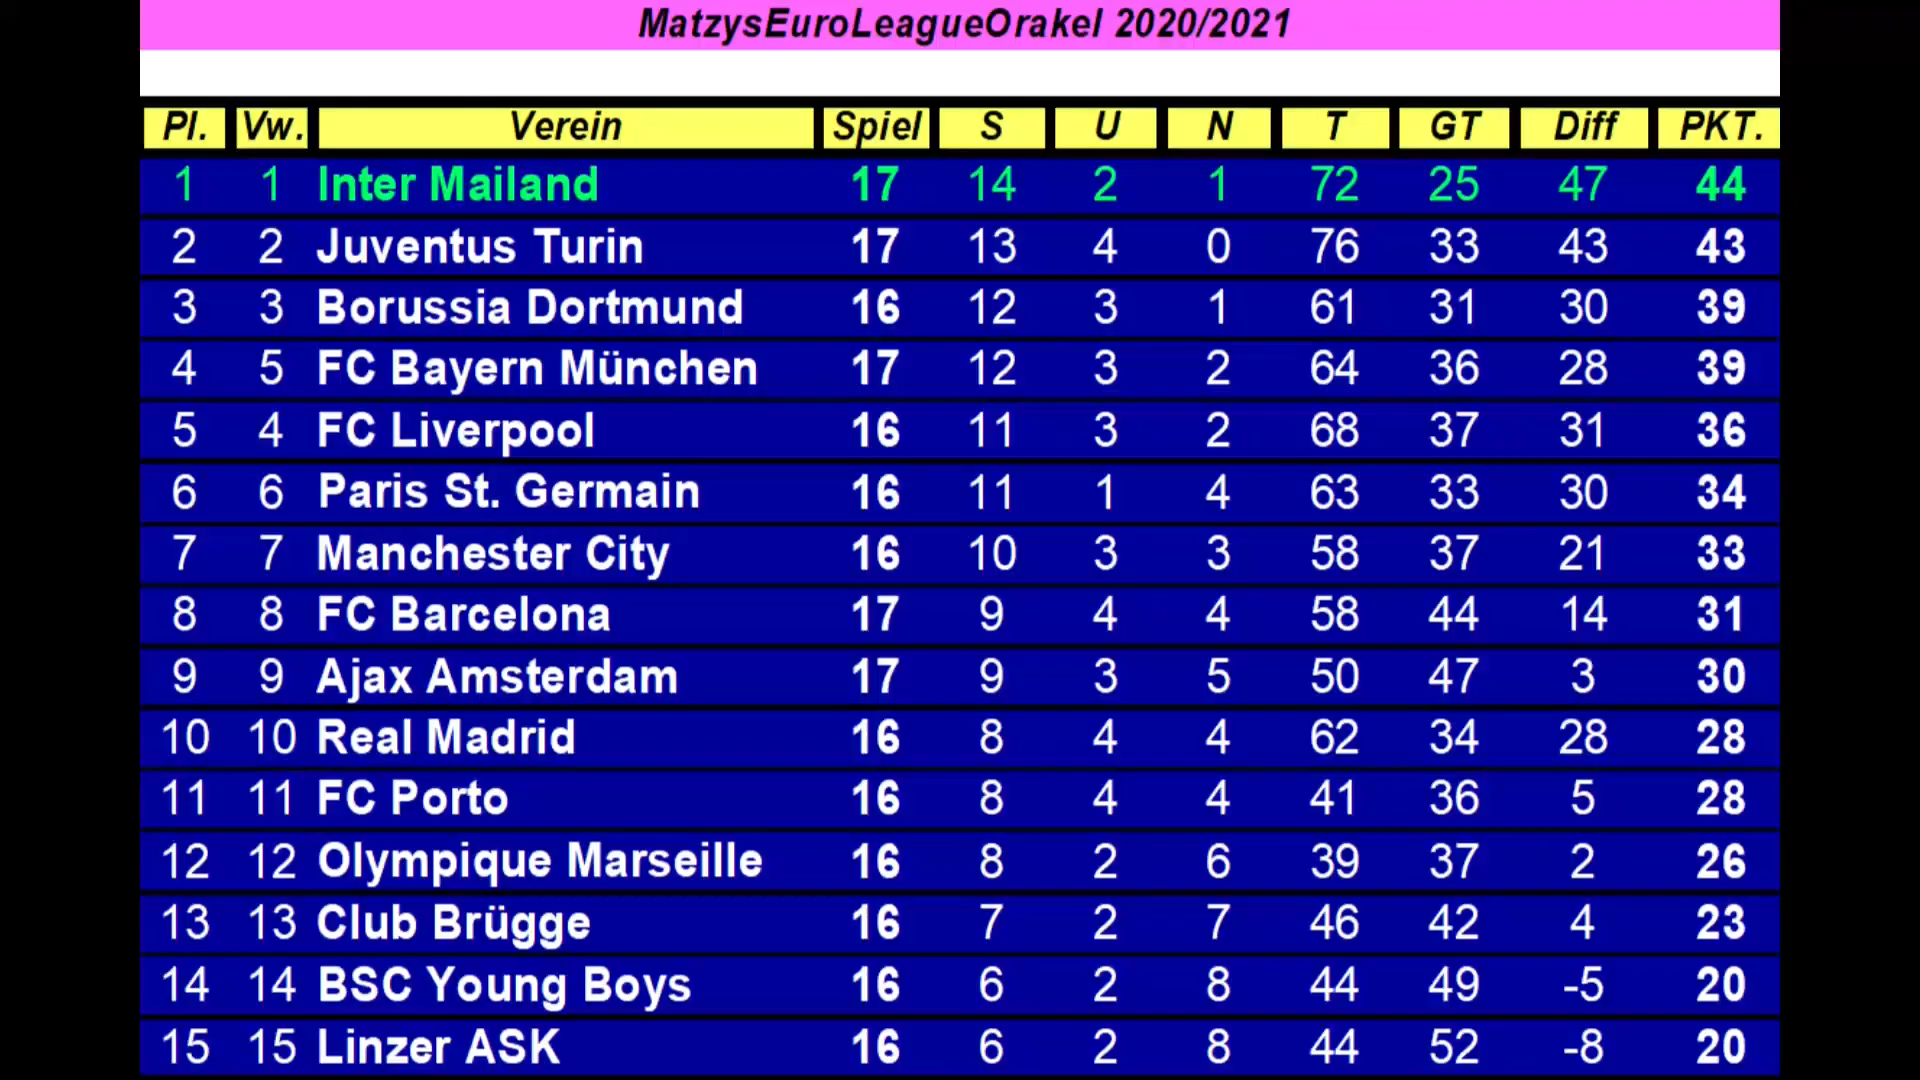 MatzysEuroLeagueOrakel 2020/2021
Pl. Vw. Verein Spiel S U N T GT Diff PKT.
1 1 Inter Mailand 17 14 2 1 72 25 47 44
2 2 Juventus Turin 17 13 4 0 76 33 43 43
3 3 Borussia Dortmund 16 12 3 1 61 31 30 39
4 5 FC Bayern München 17 12 3 2 64 36 28 39
5 4 FC Liverpool 16 11 3 2 68 37 31 36
6 6 Paris St. Germain 16 11 1 4 63 33 30 34
7 7 Manchester City 16 10 3 3 58 37 21 33
8 8 FC Barcelona 17 9 4 4 58 44 14 31
9 9 Ajax Amsterdam 17 9 3 5 50 47 3 30
10 10 Real Madrid 16 8 4 4 62 34 28 28
11 11 FC Porto 16 8 4 4 41 36 5 28
12 12 Olympique Marseille 16 8 2 6 39 37 2 26
13 13 Club Brügge 16 7 2 7 46 42 4 23
14 14 BSC Young Boys 16 6 2 8 44 49 -5 20
15 15 Linzer ASK 16 6 2 8 44 52 -8 20